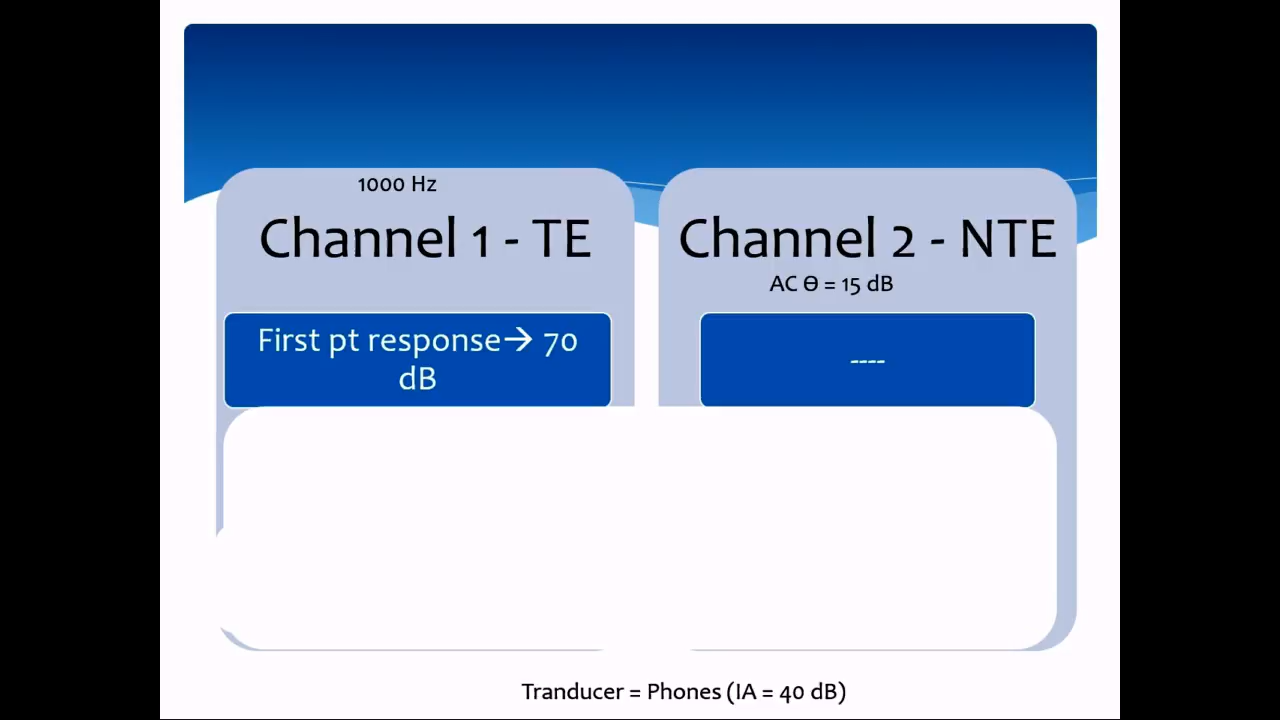 1000 Hz
Channel 1 - TE
First pt response→ 70
dB
Channel 2 - NTE
AC Ө = 15 dB
----
Tranducer = Phones (IA = 40 dB)